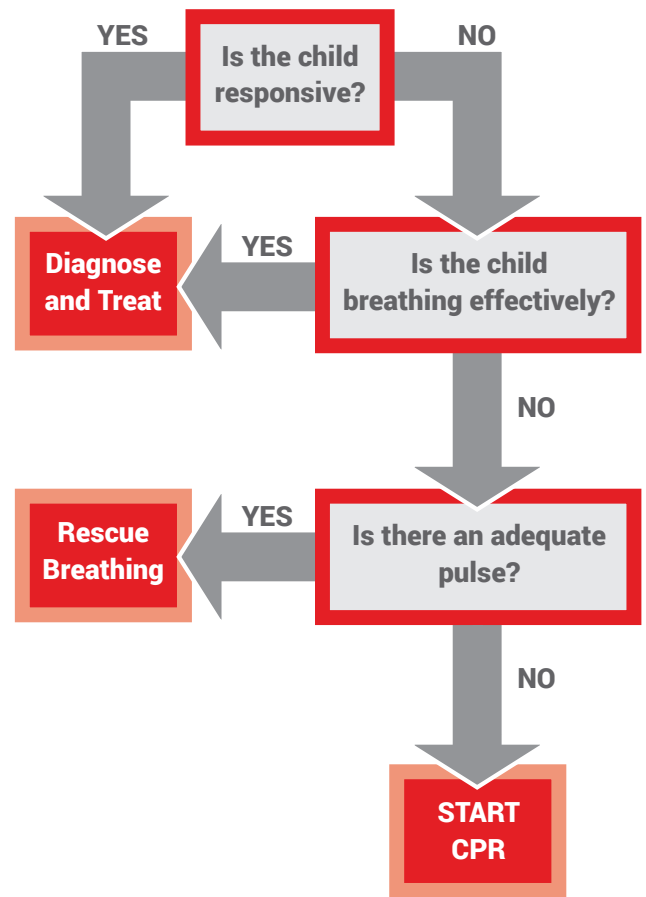 YES
NO
Is the child
responsive?
Diagnose
and Treat
YES
Is the child
breathing effectively?
NO
Rescue
Breathing
YES
Is there an adequate
pulse?
NO
START
CPR